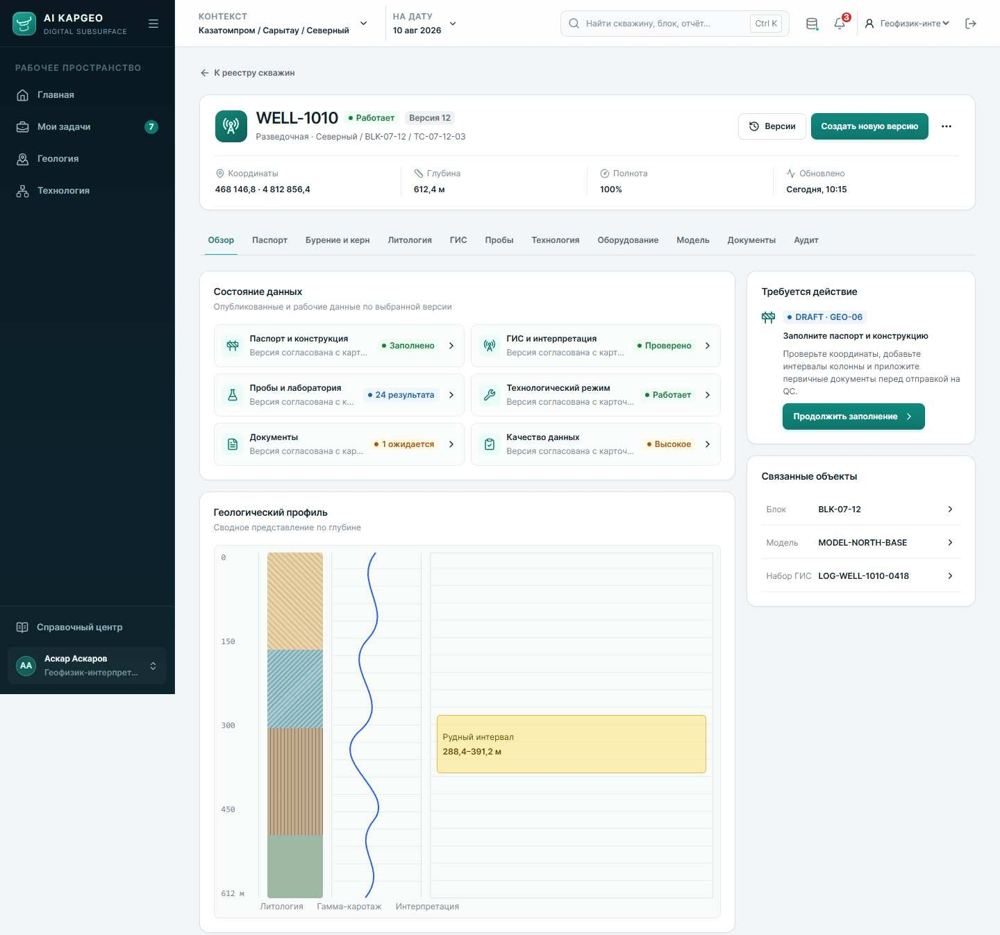 AI KAPGEO
DIGITAL SUBSURFACE
РАБОЧЕЕ ПРОСТРАНСТВО
Главная
Мои задачи 7
Геология
Технология
Справочный центр
AA
Аскар Аскаров
Геофизик-интерпрет...
КОНТЕКСТ
Казатомпром / Сарытау / Северный
НА ДАТУ
10 авг 2026
Найти скважину, блок, отчёт... Ctrl K
3
Геофизик-инте
К реестру скважин
WELL-1010 Работает Версия 12
Разведочная · Северный / BLK-07-12 / ТС-07-12-03
Версии
Создать новую версию
Координаты
468 146,8 · 4 812 856,4
Глубина
612,4 м
Полнота
100%
Обновлено
Сегодня, 10:15
Обзор Паспорт Бурение и керн Литология ГИС Пробы Технология Оборудование Модель Документы Аудит
Состояние данных
Опубликованные и рабочие данные по выбранной версии
Паспорт и конструкция
Версия согласована с карт...
Заполнено
ГИС и интерпретация
Версия согласована с карт...
Проверено
Пробы и лаборатория
Версия согласована с к...
24 результата
Технологический режим
Версия согласована с карточ...
Работает
Документы
Версия согласована с кар...
1 ожидается
Качество данных
Версия согласована с карточ...
Высокое
Геологический профиль
Сводное представление по глубине
0
150
300
450
612 м
Рудный интервал
288,4–391,2 м
Литология Гамма-каротаж Интерпретация
Требуется действие
DRAFT · GEO-06
Заполните паспорт и конструкцию
Проверьте координаты, добавьте
интервалы колонны и приложите
первичные документы перед отправкой на
QC.
Продолжить заполнение
Связанные объекты
Блок BLK-07-12
Модель MODEL-NORTH-BASE
Набор ГИС LOG-WELL-1010-0418